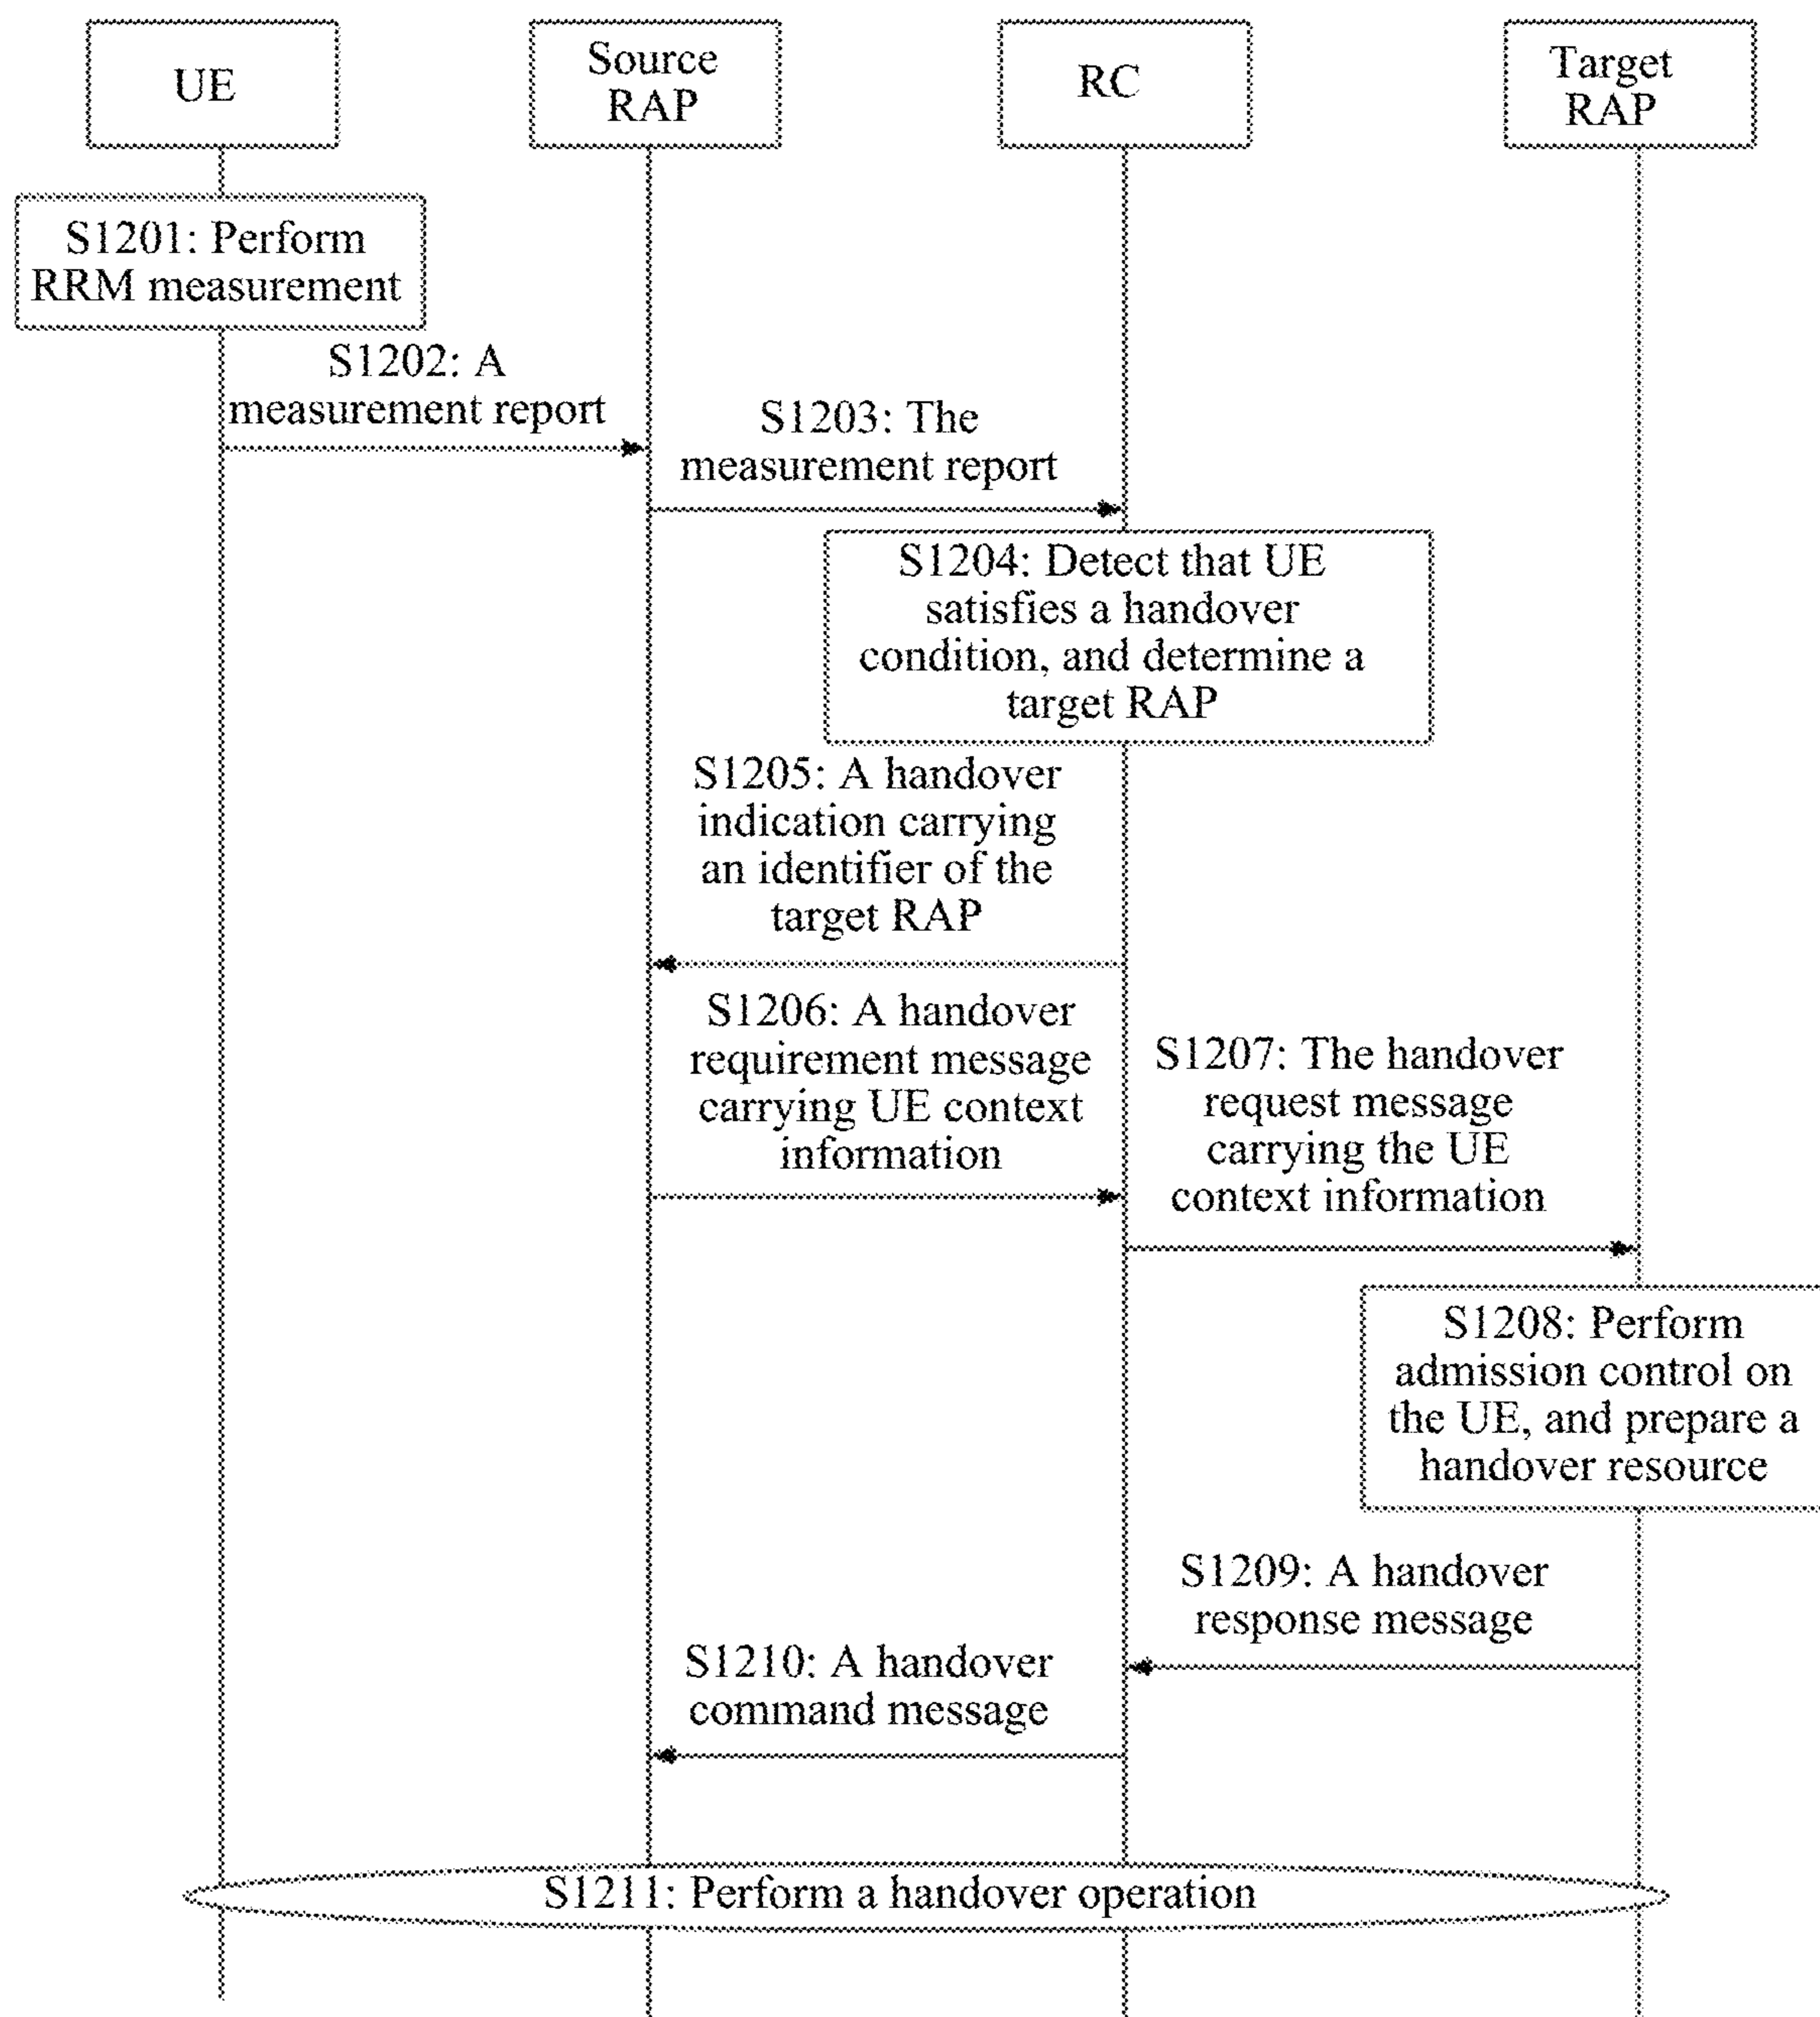 UE
Source
RAP
RC
Target
RAP
S1201: Perform
RRM measurement
S1202: A
measurement report
S1203: The
measurement report
S1204: Detect that UE
satisfies a handover
condition, and determine a
target RAP
S1205: A handover
indication carrying
an identifier of the
target RAP
S1206: A handover
requirement message
carrying UE context
information
S1207: The handover
request message
carrying the UE
context information
S1208: Perform
admission control on
the UE, and prepare a
handover resource
S1209: A handover
response message
S1210: A handover
command message
S1211: Perform a handover operation